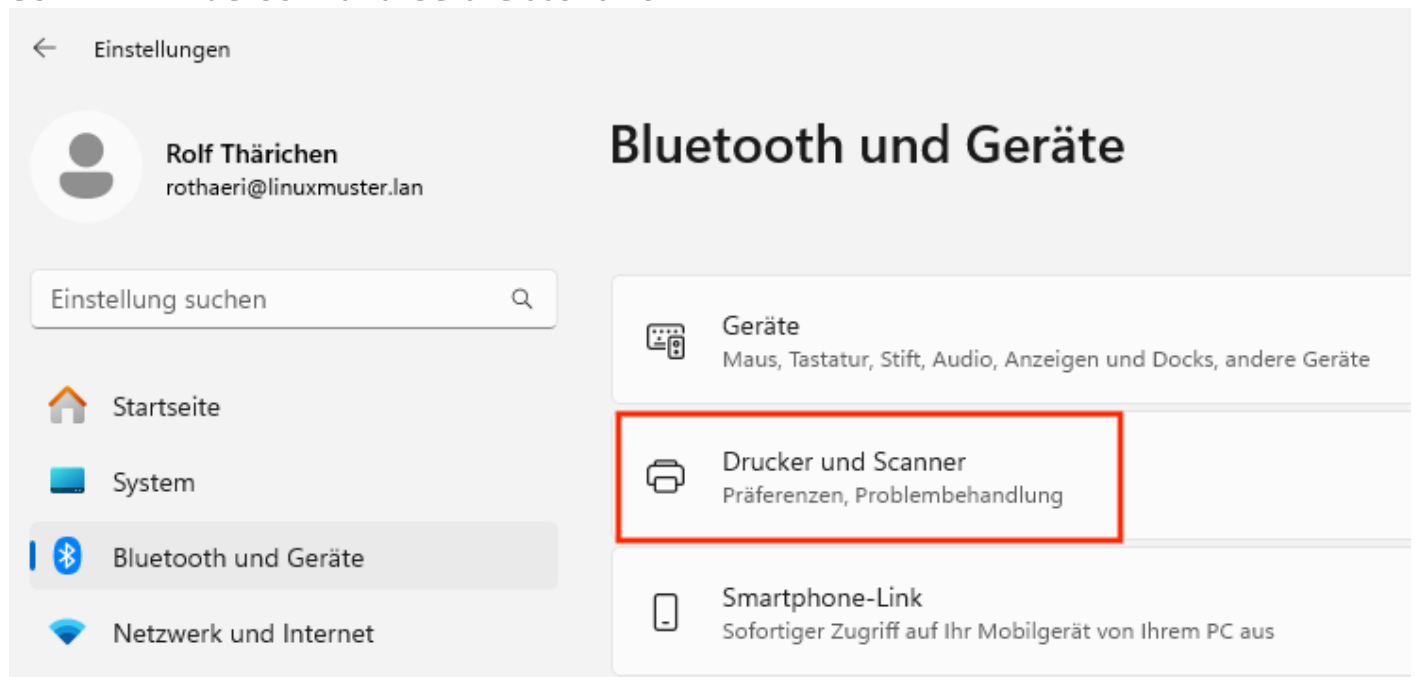 Einstellungen
Rolf Thärichen
rothaeri@linuxmuster.lan
Einstellung suchen
Startseite
System
Bluetooth und Geräte
Netzwerk und Internet
Bluetooth und Geräte
Geräte
Maus, Tastatur, Stift, Audio, Anzeigen und Docks, andere Geräte
Drucker und Scanner
Präferenzen, Problembehandlung
Smartphone-Link
Sofortiger Zugriff auf Ihr Mobilgerät von Ihrem PC aus